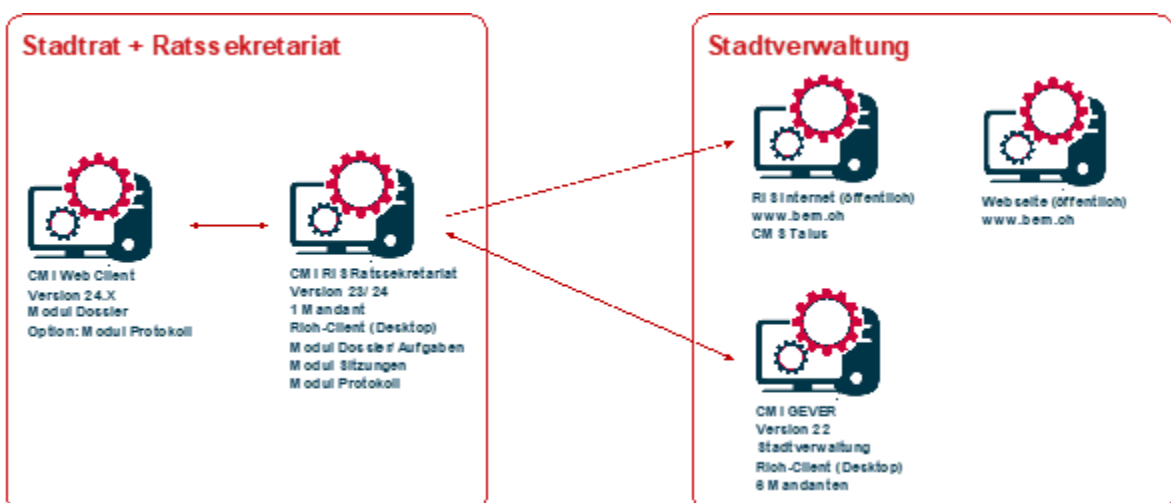 Stadtrat + Ratssekretariat
CMI Web Client
Version 24.X
Modul Dossier
Option: Modul Protokoll
CMI RIS Ratssekretariat
Version 23/ 24
1 Mandant
Rich-Client (Desktop)
Modul Dossier/ Aufgaben
Modul Sitzungen
Modul Protokoll
Stadtverwaltung
RIS Internet (öffentlich)
www.bern.ch
CMS Talus
Webseite (öffentlich)
www.bern.ch
CMI GEVER
Version 22
Stadtverwaltung
Rich-Client (Desktop)
6 Mandanten